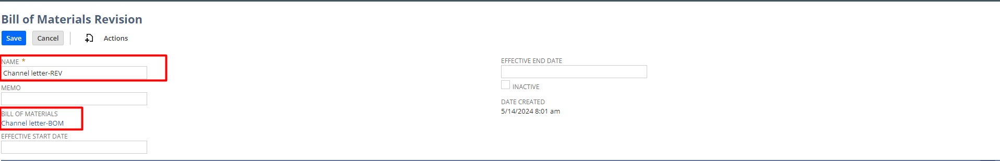 Bill of Materials Revision
Save Cancel Actions
NAME *
Channel letter-REV
MEMO
BILL OF MATERIALS
Channel letter-BOM
EFFECTIVE START DATE
EFFECTIVE END DATE
INACTIVE
DATE CREATED
5/14/2024 8:01 am